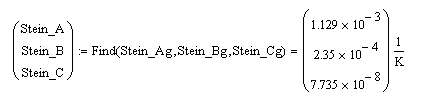 Stein_A
Stein_B := Find(Stein_Ag,Stein_Bg,Stein_Cg) =
Stein_C
1.129 × 10^-3
2.35 × 10^-4
7.735 × 10^-8
1/K